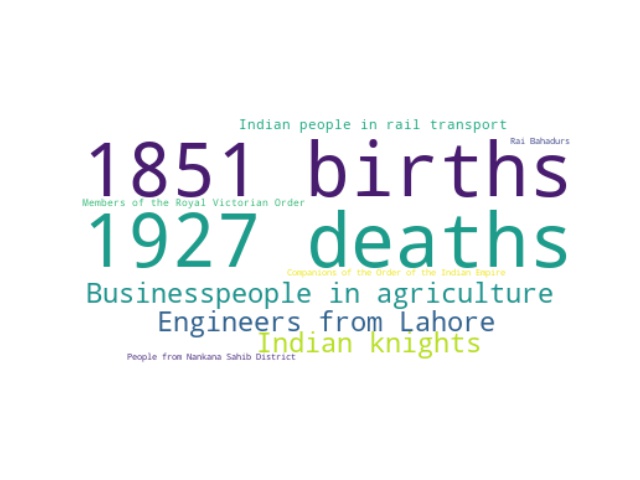 Indian people in rail transport
Rai Bahadurs
1851 births
Members of the Royal Victorian Order
1927 deaths
Companions of the Order of the Indian Empire
Businesspeople in agriculture
Engineers from Lahore
Indian knights
People from Nankana Sahib District